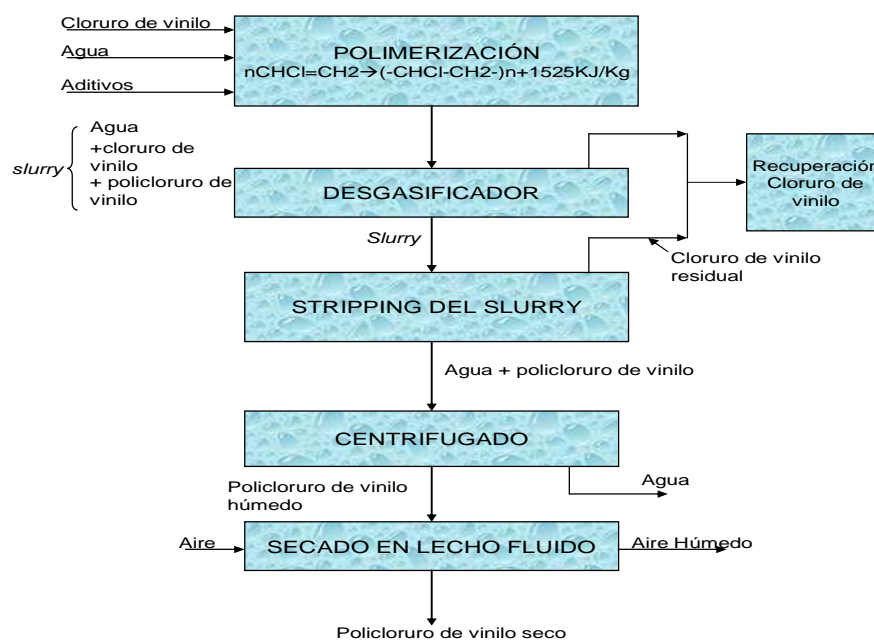 Cloruro de vinilo
Agua
Aditivos
POLIMERIZACIÓN
nCHCl=CH2→(-CHCl-CH2-)n+1525KJ/Kg
slurry
Agua
+cloruro de
vinilo
+ policloruro de
vinilo
DESGASIFICADOR
Recuperación
Cloruro de
vinilo
Slurry
Cloruro de vinilo
residual
STRIPPING DEL SLURRY
Agua + policloruro de vinilo
CENTRIFUGADO
Policloruro de vinilo
húmedo
Agua
Aire
SECADO EN LECHO FLUIDO
Aire Húmedo
Policloruro de vinilo seco